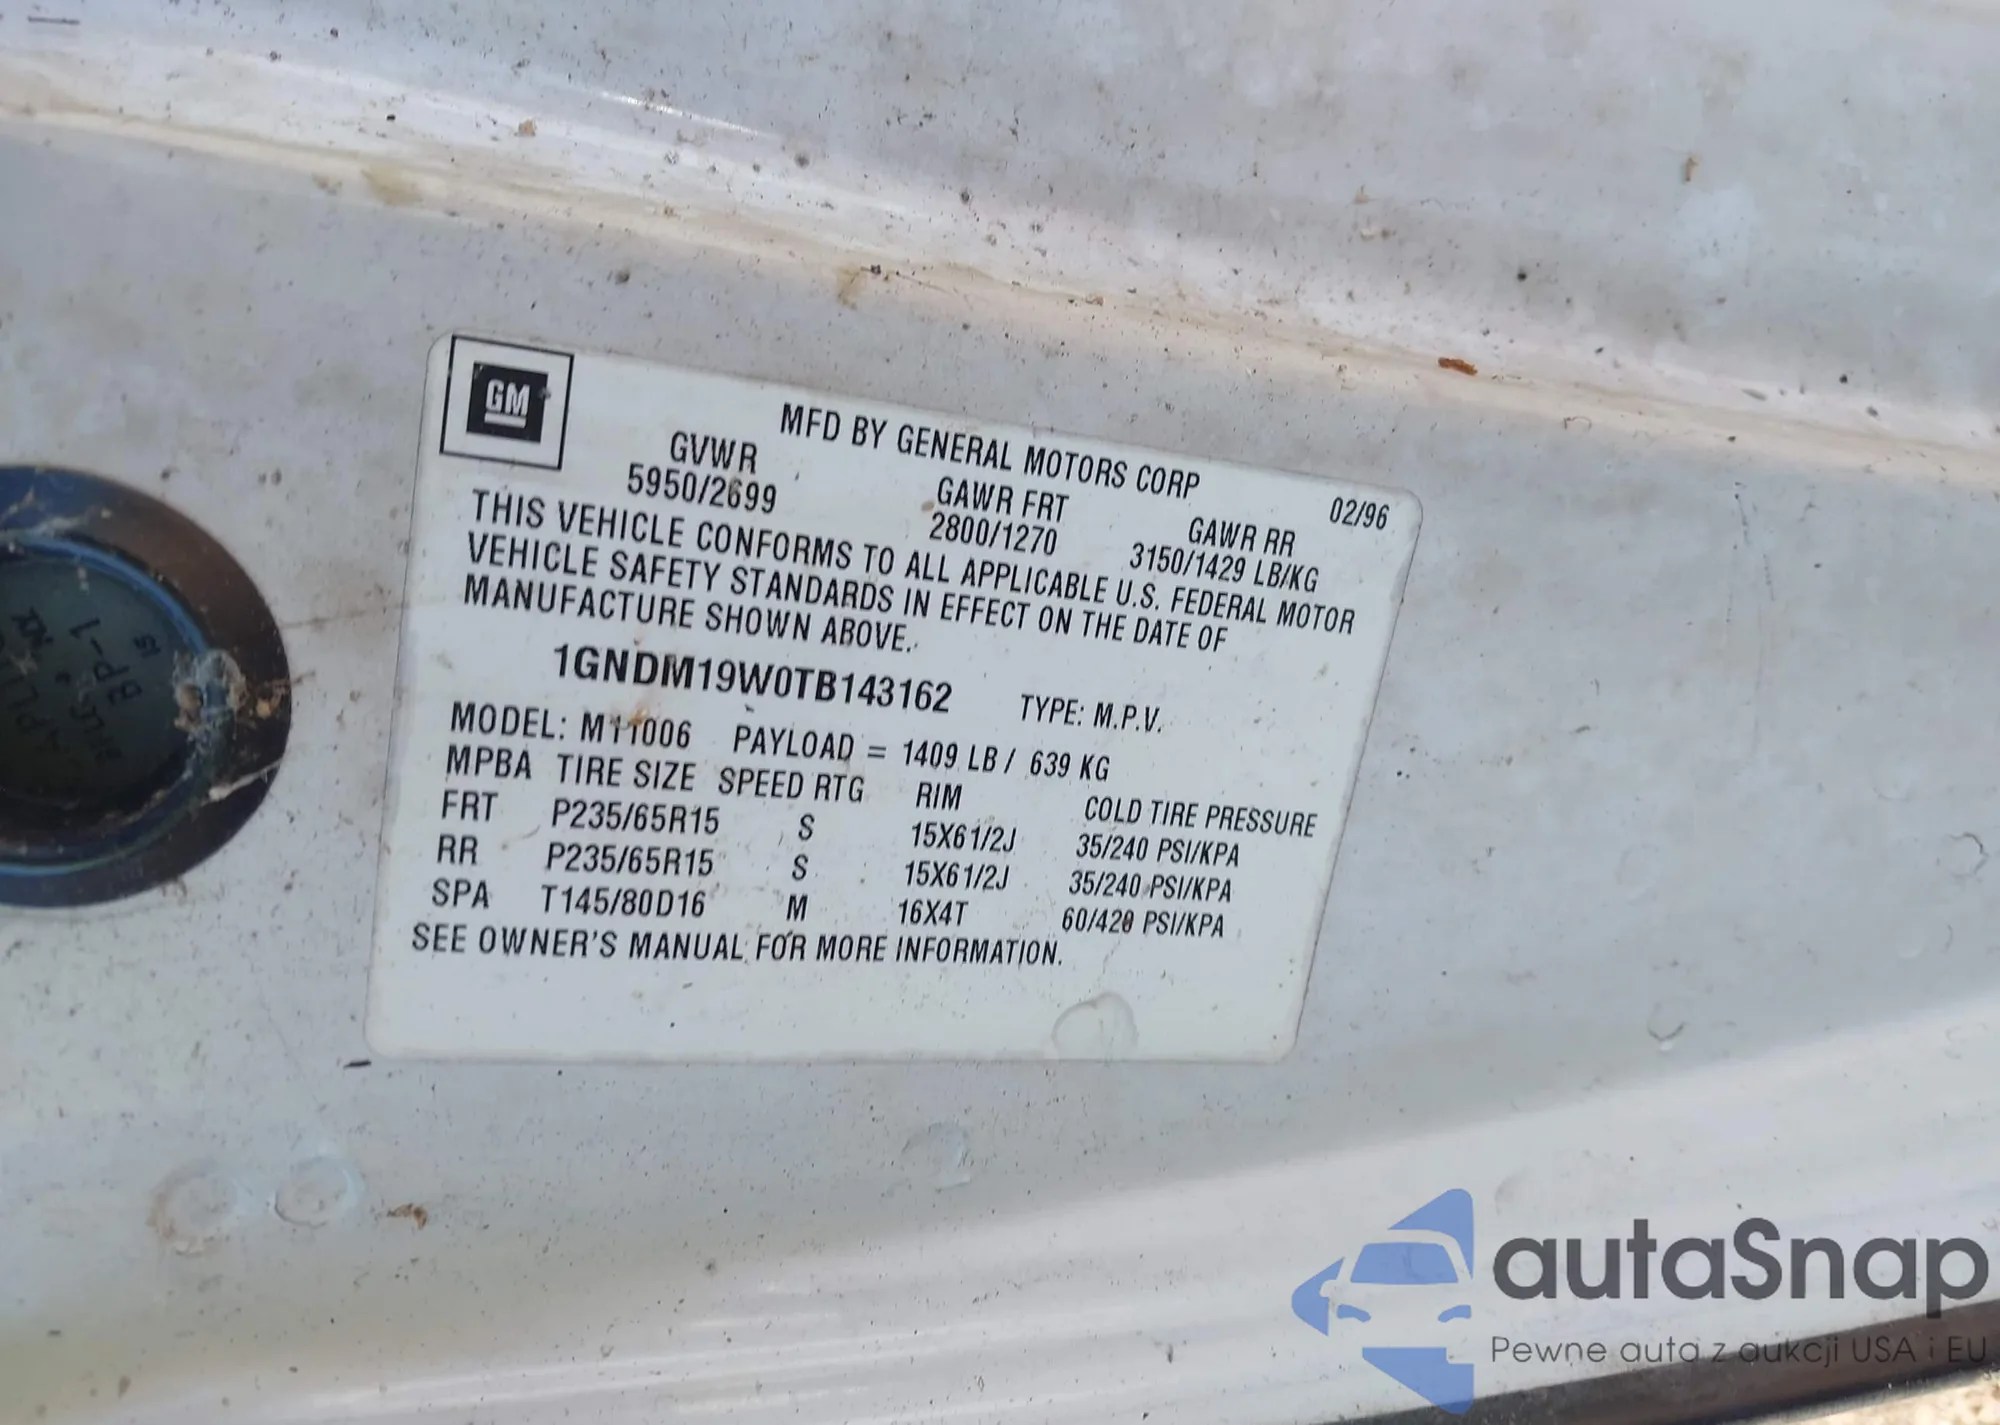 GM
MFD BY GENERAL MOTORS CORP 02/96
GVWR GAWR FRT GAWR RR
5950/2699 2800/1270 3150/1429 LB/KG
THIS VEHICLE CONFORMS TO ALL APPLICABLE U.S. FEDERAL MOTOR
VEHICLE SAFETY STANDARDS IN EFFECT ON THE DATE OF
MANUFACTURE SHOWN ABOVE.
1GNDM19W0TB143162 TYPE: M.P.V.
MODEL: M11006 PAYLOAD = 1409 LB / 639 KG
MPBA TIRE SIZE SPEED RTG RIM COLD TIRE PRESSURE
FRT P235/65R15 S 15X61/2J 35/240 PSI/KPA
RR P235/65R15 S 15X61/2J 35/240 PSI/KPA
SPA T145/80D16 M 16X4T 60/420 PSI/KPA
SEE OWNER'S MANUAL FOR MORE INFORMATION.
BP-1
autaSnap
Pewne auta z aukcji USA i EU